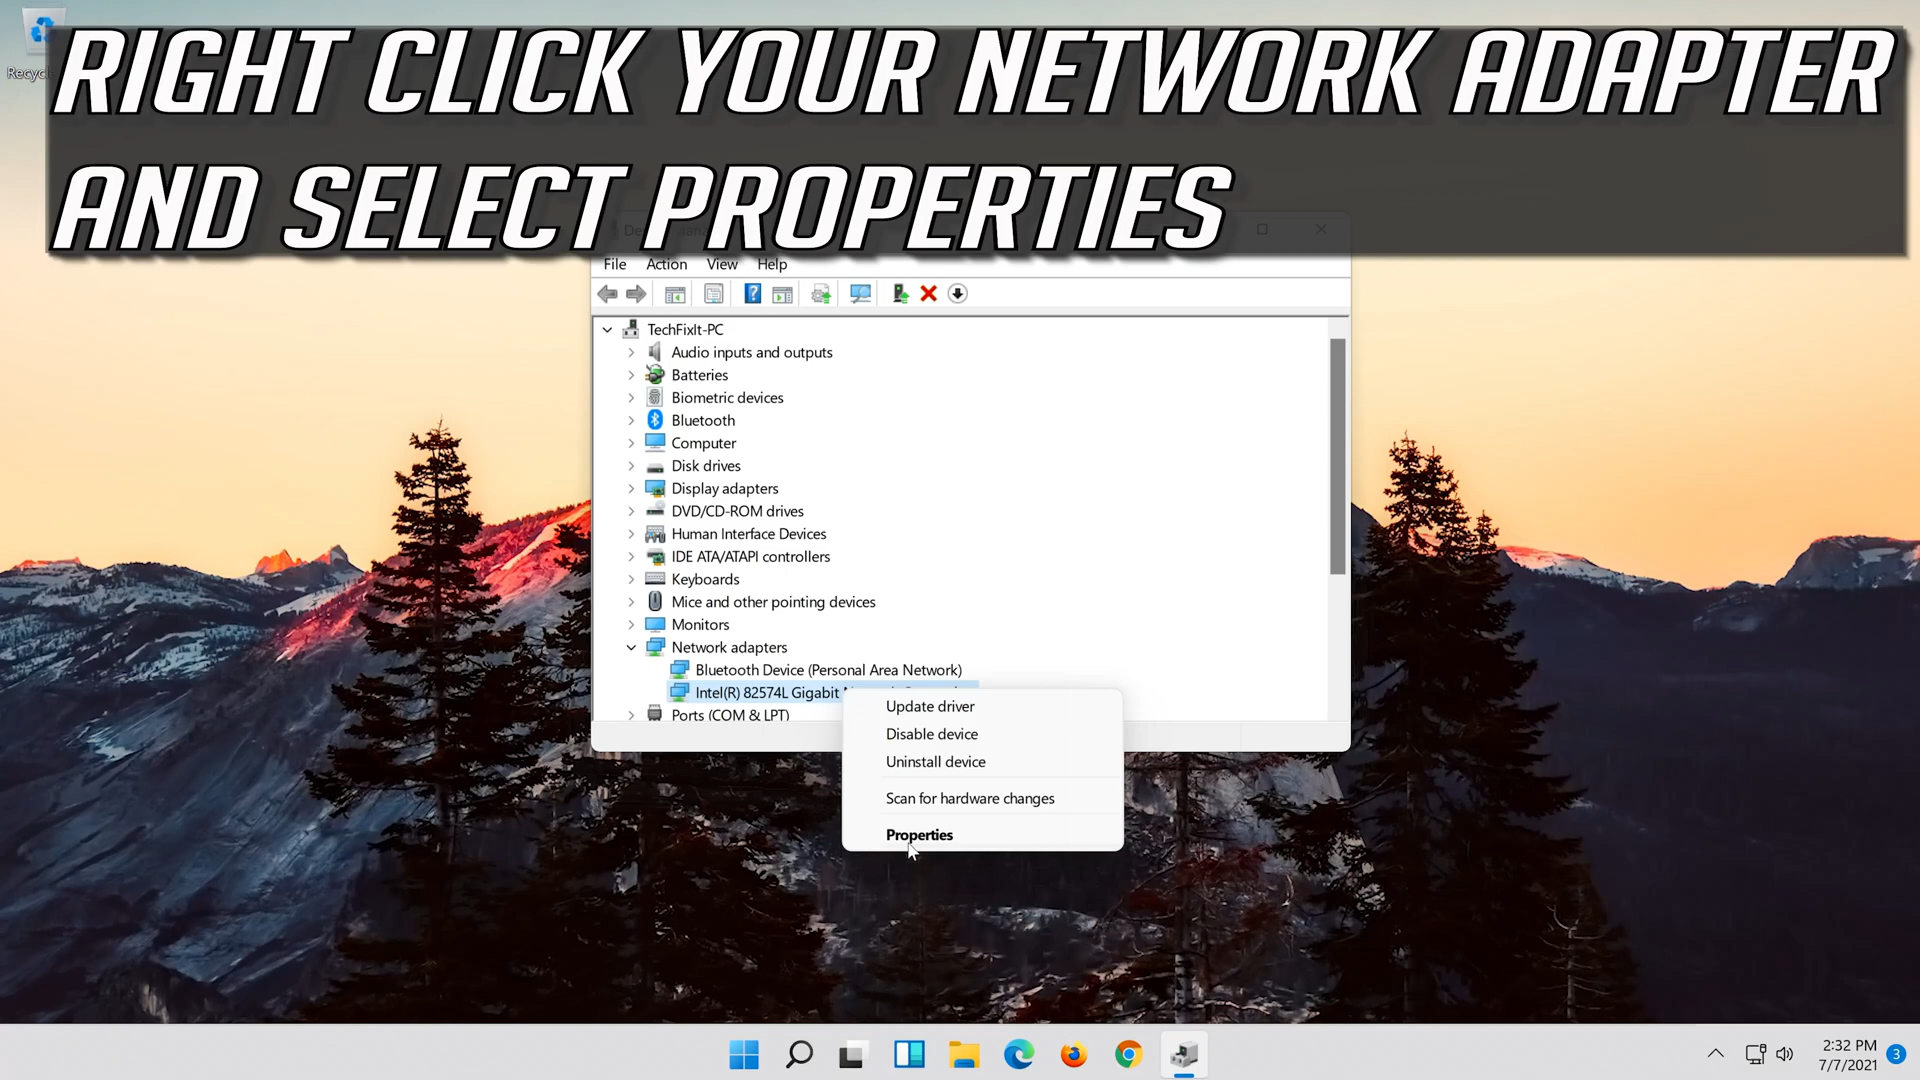 RIGHT CLICK YOUR NETWORK ADAPTER
AND SELECT PROPERTIES
File Action View Help
TechFixIt-PC
Audio inputs and outputs
Batteries
Biometric devices
Bluetooth
Computer
Disk drives
Display adapters
DVD/CD-ROM drives
Human Interface Devices
IDE ATA/ATAPI controllers
Keyboards
Mice and other pointing devices
Monitors
Network adapters
Bluetooth Device (Personal Area Network)
Intel(R) 82574L Gigabit
Ports (COM & LPT)
Update driver
Disable device
Uninstall device
Scan for hardware changes
Properties
2:32 PM
7/7/2021
3